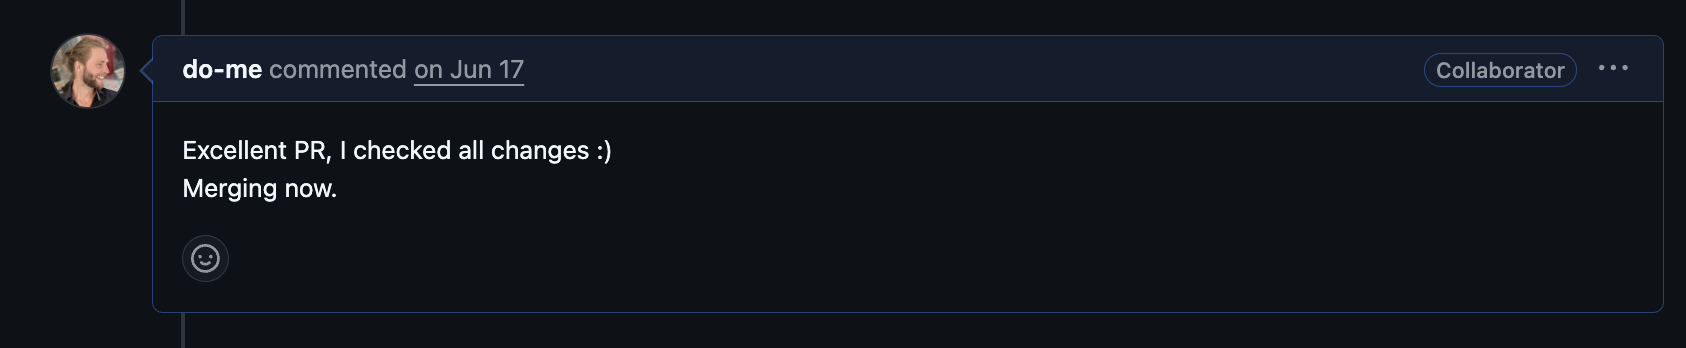 do-me commented on Jun 17 Collaborator
Excellent PR, I checked all changes :)
Merging now.